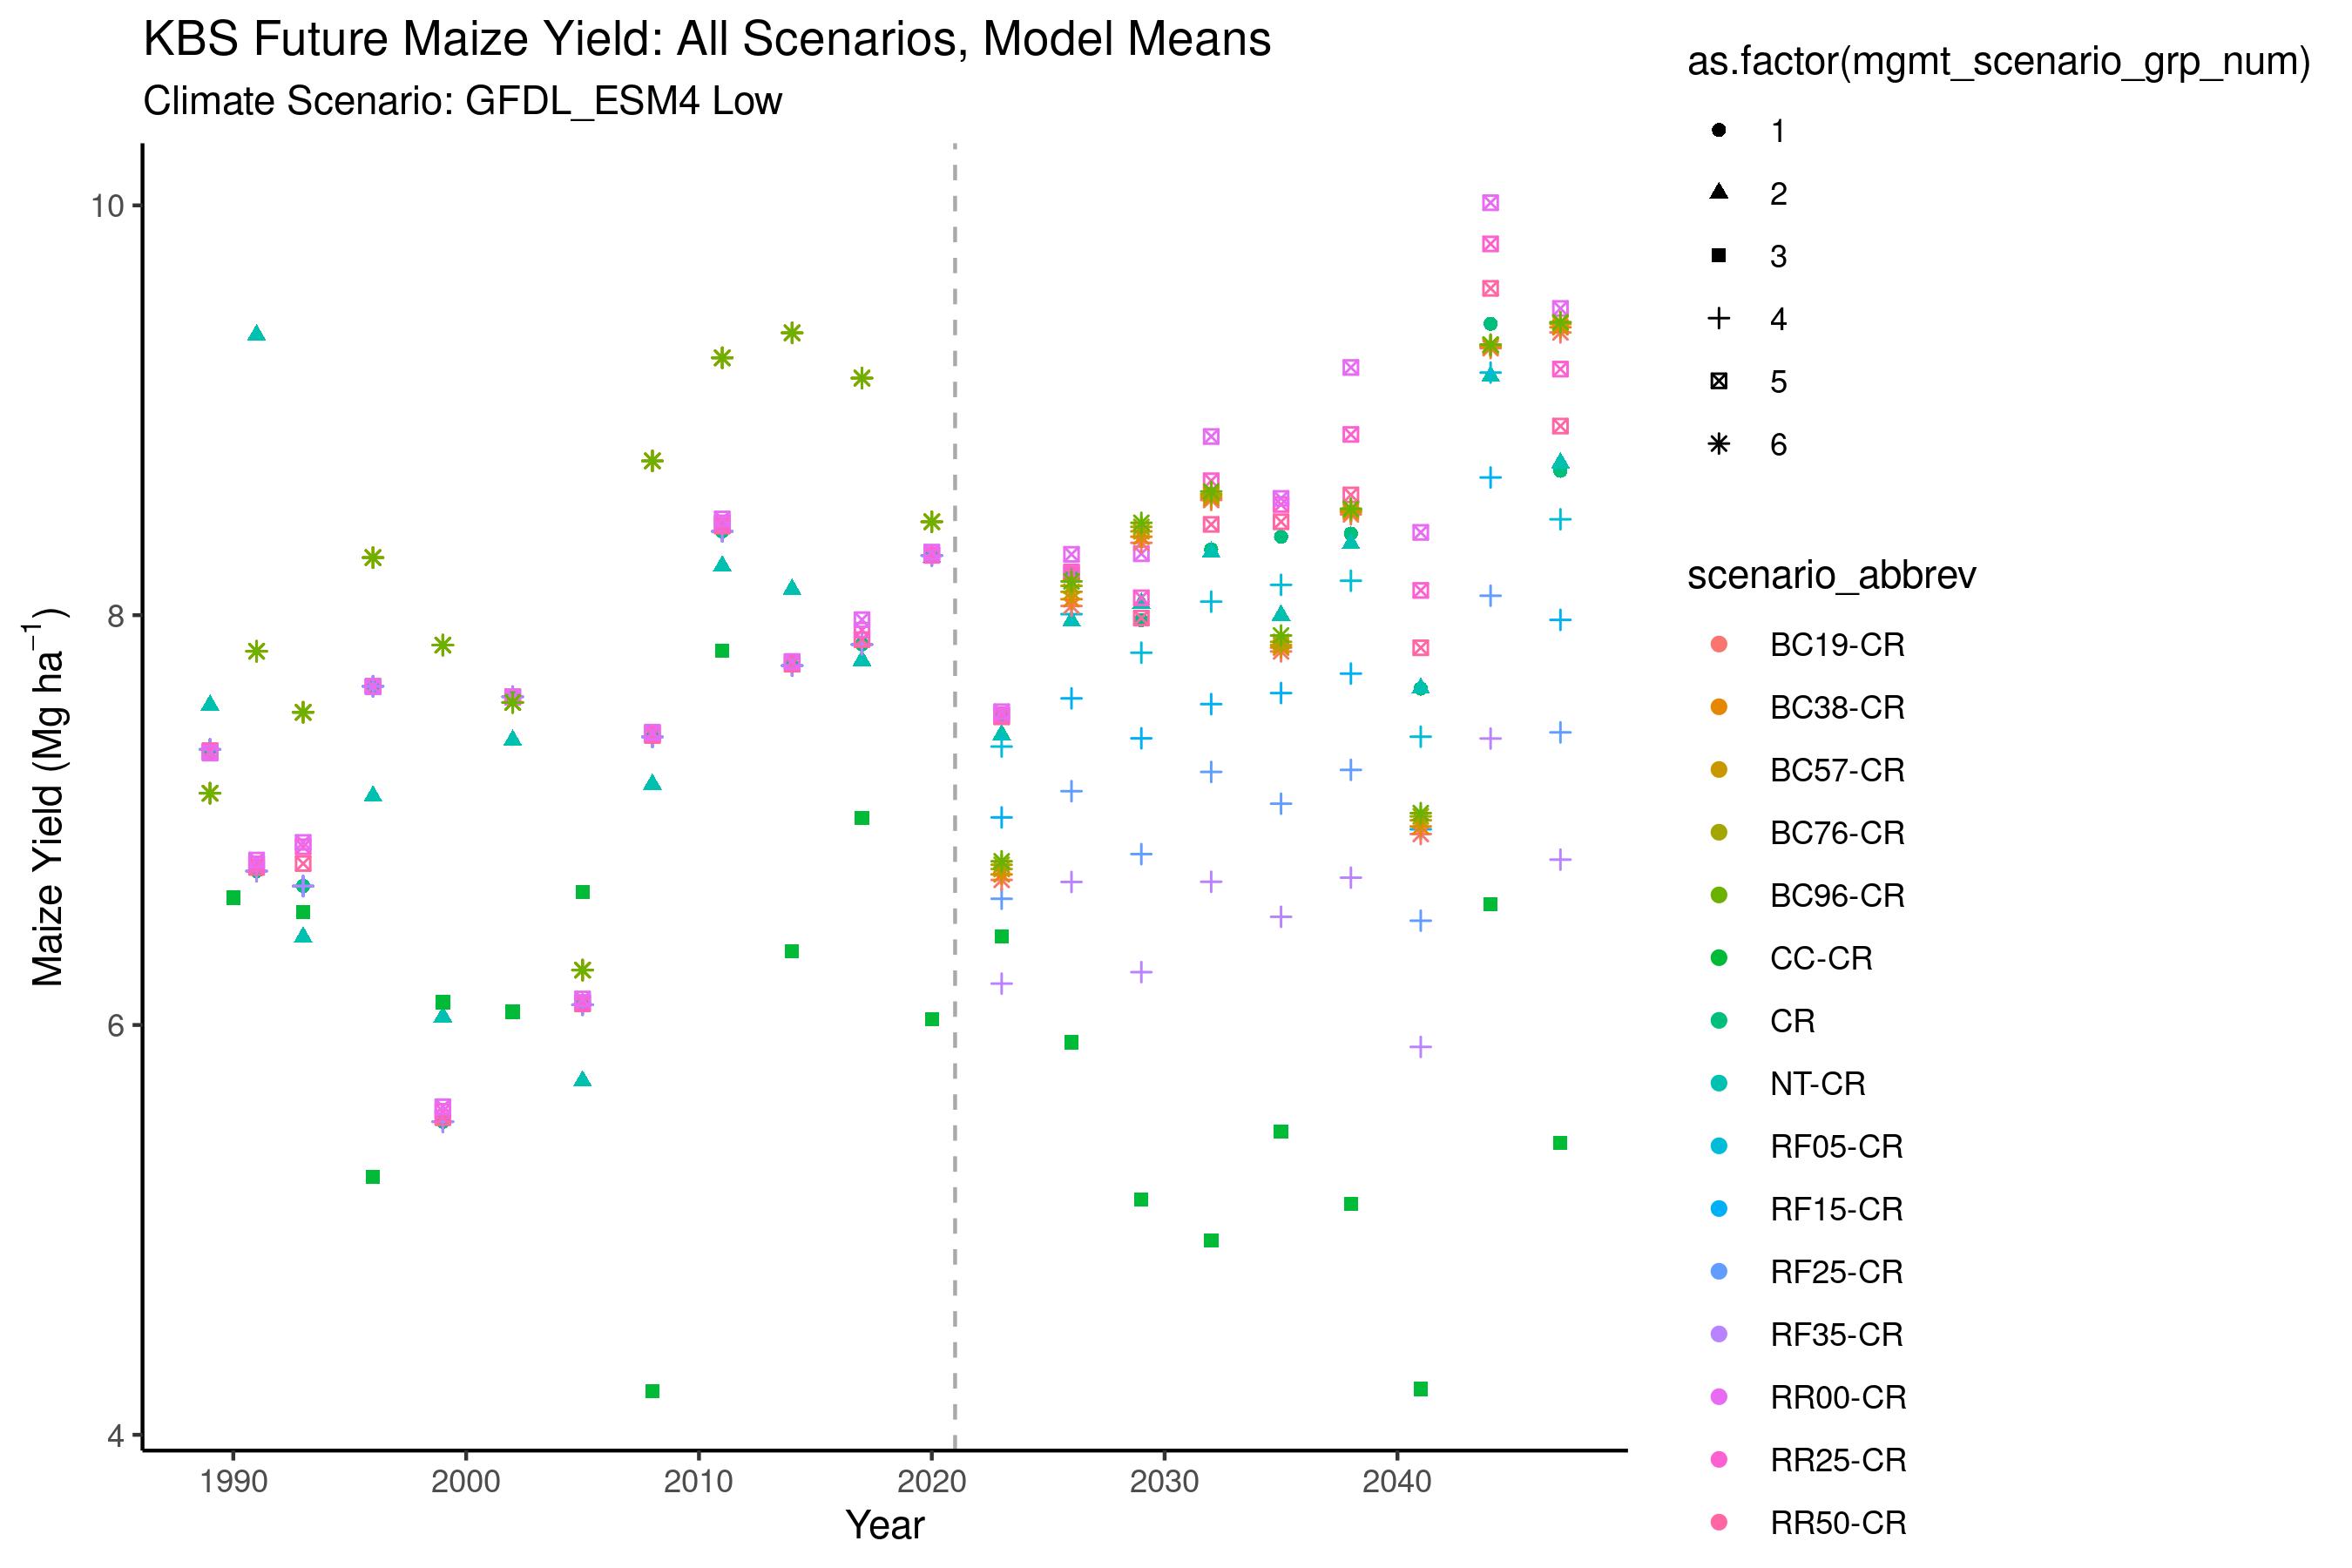 KBS Future Maize Yield: All Scenarios, Model Means
Climate Scenario: GFDL_ESM4 Low
Maize Yield (Mg ha⁻¹)
10
8
6
4
1990
2000
2010
2020
2030
2040
Year
as.factor(mgmt_scenario_grp_num)
1
2
3
4
5
6
scenario_abbrev
BC19-CR
BC38-CR
BC57-CR
BC76-CR
BC96-CR
CC-CR
CR
NT-CR
RF05-CR
RF15-CR
RF25-CR
RF35-CR
RR00-CR
RR25-CR
RR50-CR